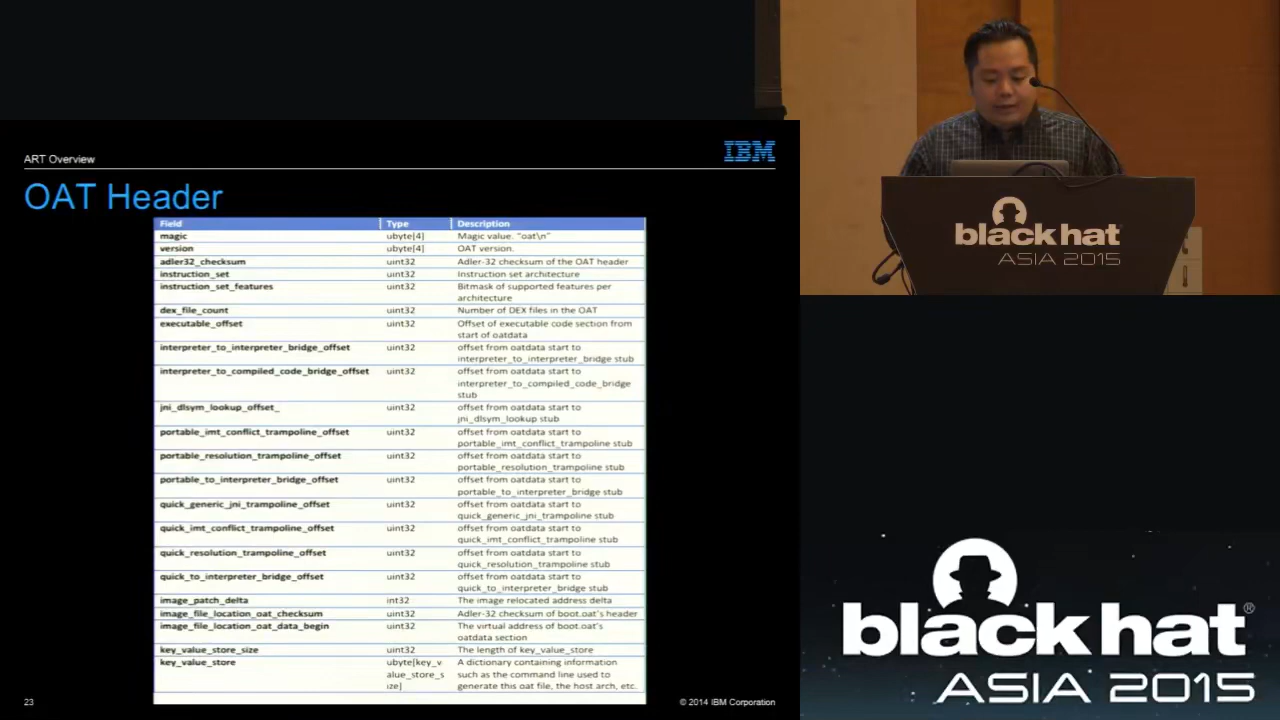 ART Overview
IBM
OAT Header
Field Type Description
magic ubyte[4] Magic value. "oat\n"
version ubyte[4] OAT version.
adler32_checksum uint32 Adler-32 checksum of the OAT header
instruction_set uint32 Instruction set architecture
instruction_set_features uint32 Bitmask of supported features per
architecture
dex_file_count uint32 Number of DEX files in the OAT
executable_offset uint32 Offset of executable code section from
start of oatdata
interpreter_to_interpreter_bridge_offset uint32 offset from oatdata start to
interpreter_to_interpreter_bridge stub
interpreter_to_compiled_code_bridge_offset uint32 offset from oatdata start to
interpreter_to_compiled_code_bridge
stub
jni_dlsym_lookup_offset_ uint32 offset from oatdata start to
jni_dlsym_lookup stub
portable_imt_conflict_trampoline_offset uint32 offset from oatdata start to
portable_imt_conflict_trampoline stub
portable_resolution_trampoline_offset uint32 offset from oatdata start to
portable_resolution_trampoline stub
portable_to_interpreter_bridge_offset uint32 offset from oatdata start to
portable_to_interpreter_bridge stub
quick_generic_jni_trampoline_offset uint32 offset from oatdata start to
quick_generic_jni_trampoline stub
quick_imt_conflict_trampoline_offset uint32 offset from oatdata start to
quick_imt_conflict_trampoline stub
quick_resolution_trampoline_offset uint32 offset from oatdata start to
quick_resolution_trampoline stub
quick_to_interpreter_bridge_offset uint32 offset from oatdata start to
quick_to_interpreter_bridge stub
image_patch_delta int32 The image relocated address delta
image_file_location_oat_checksum uint32 Adler-32 checksum of boot.oat's header
image_file_location_oat_data_begin uint32 The virtual address of boot.oat's
oatdata section
key_value_store_size uint32 The length of key_value_store
key_value_store ubyte[key_v A dictionary containing information
alue_store_s such as the command line used to
ize] generate this oat file, the host arch, etc.
23
© 2014 IBM Corporation
black hat
ASIA 2015
black hat®
ASIA 2015